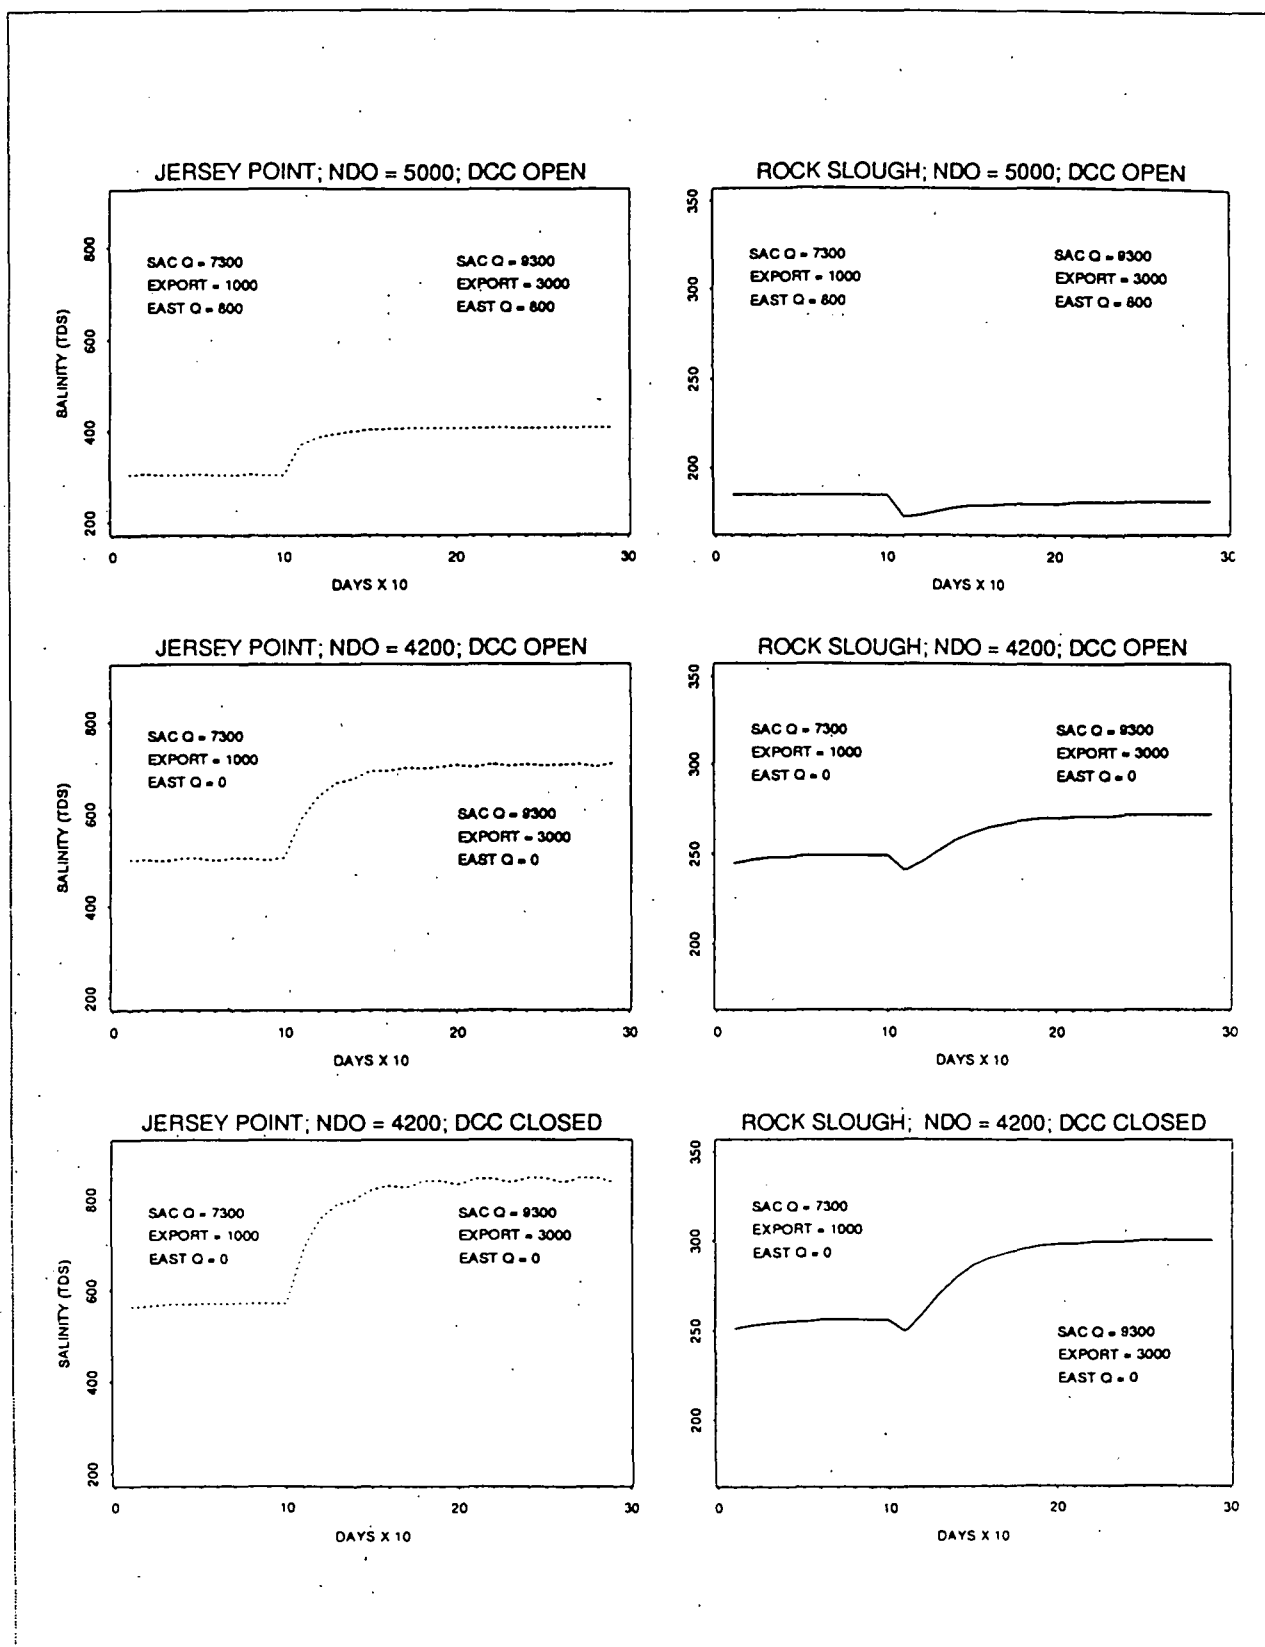 JERSEY POINT; NDO = 5000; DCC OPEN
SAC Q = 7300
EXPORT = 1000
EAST Q = 800
SAC Q = 9300
EXPORT = 3000
EAST Q = 800
SALINITY (TDS)
200 400 600 800
0 10 20 30
DAYS X 10
ROCK SLOUGH; NDO = 5000; DCC OPEN
SAC Q = 7300
EXPORT = 1000
EAST Q = 800
SAC Q = 9300
EXPORT = 3000
EAST Q = 800
200 250 300 350
0 10 20 30
DAYS X 10
JERSEY POINT; NDO = 4200; DCC OPEN
SAC Q = 7300
EXPORT = 1000
EAST Q = 0
SAC Q = 9300
EXPORT = 3000
EAST Q = 0
SALINITY (TDS)
200 400 600 800
0 10 20 30
DAYS X 10
ROCK SLOUGH; NDO = 4200; DCC OPEN
SAC Q = 7300
EXPORT = 1000
EAST Q = 0
SAC Q = 9300
EXPORT = 3000
EAST Q = 0
200 250 300 350
0 10 20 30
DAYS X 10
JERSEY POINT; NDO = 4200; DCC CLOSED
SAC Q = 7300
EXPORT = 1000
EAST Q = 0
SAC Q = 9300
EXPORT = 3000
EAST Q = 0
SALINITY (TDS)
200 400 600 800
0 10 20 30
DAYS X 10
ROCK SLOUGH; NDO = 4200; DCC CLOSED
SAC Q = 7300
EXPORT = 1000
EAST Q = 0
SAC Q = 9300
EXPORT = 3000
EAST Q = 0
200 250 300 350
0 10 20 30
DAYS X 10